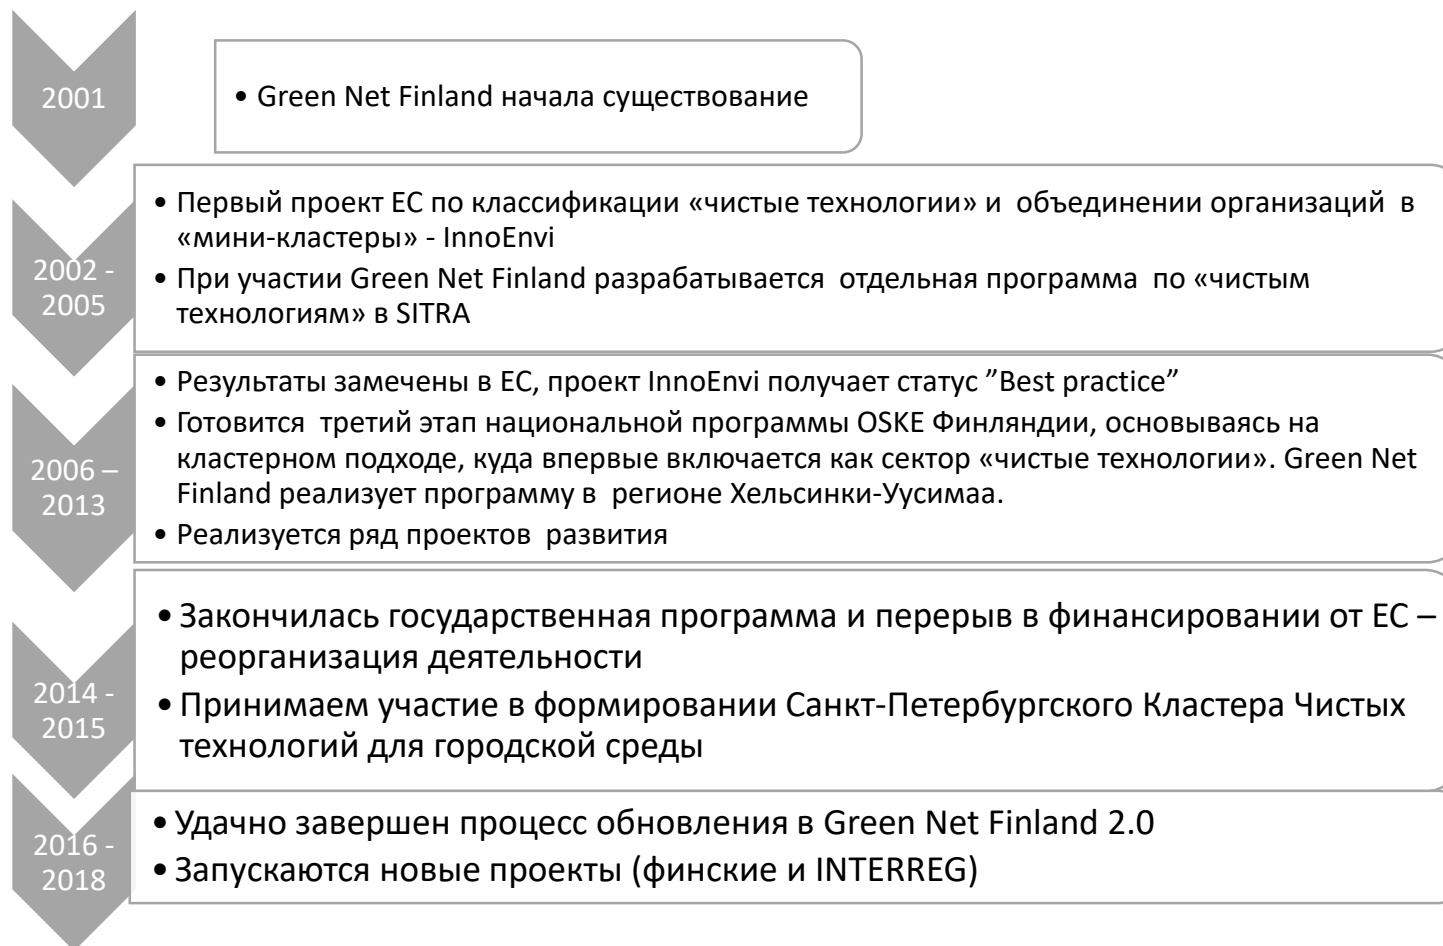 2001
• Green Net Finland начала существование
2002 -
2005
• Первый проект ЕС по классификации «чистые технологии» и объединении организаций в
«мини-кластеры» - InnoEnvi
• При участии Green Net Finland разрабатывается отдельная программа по «чистым
технологиям» в SITRA
2006 –
2013
• Результаты замечены в ЕС, проект InnoEnvi получает статус ”Best practice”
• Готовится третий этап национальной программы OSKE Финляндии, основываясь на
кластерном подходе, куда впервые включается как сектор «чистые технологии». Green Net
Finland реализует программу в регионе Хельсинки-Уусимаа.
• Реализуется ряд проектов развития
2014 -
2015
• Закончилась государственная программа и перерыв в финансировании от ЕС –
реорганизация деятельности
• Принимаем участие в формировании Санкт-Петербургского Кластера Чистых
технологий для городской среды
2016 -
2018
• Удачно завершен процесс обновления в Green Net Finland 2.0
• Запускаются новые проекты (финские и INTERREG)